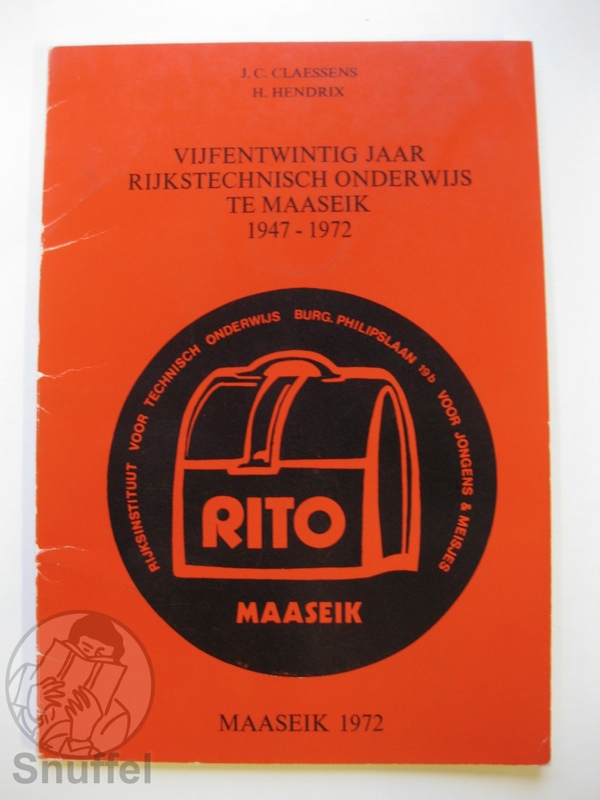 J. C. CLAESSENS
H. HENDRIX
VIJFENTWINTIG JAAR
RIJKSTECHNISCH ONDERWIJS
TE MAASEIK
1947 - 1972
RIJKSINSTITUUT VOOR TECHNISCH ONDERWIJS BURG. PHILIPSLAAN 19b VOOR JONGENS & MEISJES
RITO
MAASEIK
MAASEIK 1972
Snuffel